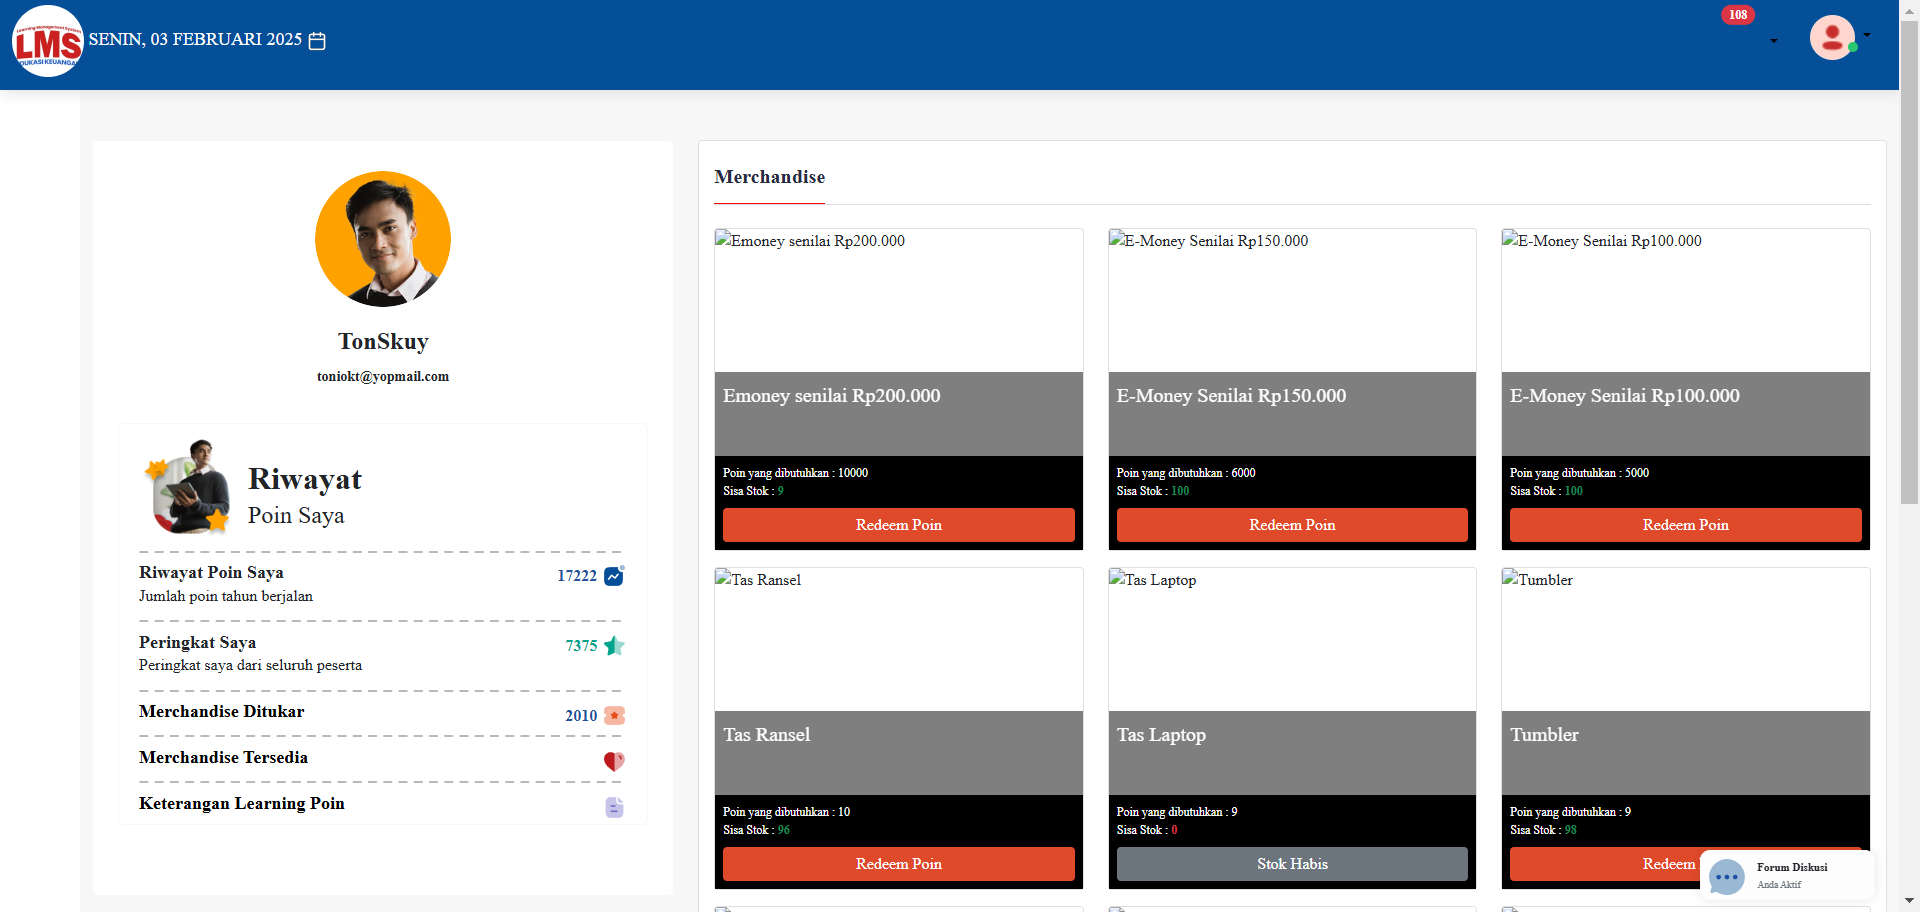 Learning Management System
LMS
EDUKASI KEUANGAN
SENIN, 03 FEBRUARI 2025
108
TonSkuy
toniokt@yopmail.com
Riwayat
Poin Saya
Riwayat Poin Saya
17222
Jumlah poin tahun berjalan
Peringkat Saya
7375
Peringkat saya dari seluruh peserta
Merchandise Ditukar
2010
Merchandise Tersedia
Keterangan Learning Poin
Merchandise
Emoney senilai Rp200.000
Emoney senilai Rp200.000
Poin yang dibutuhkan : 10000
Sisa Stok : 9
Redeem Poin
E-Money Senilai Rp150.000
E-Money Senilai Rp150.000
Poin yang dibutuhkan : 6000
Sisa Stok : 100
Redeem Poin
E-Money Senilai Rp100.000
E-Money Senilai Rp100.000
Poin yang dibutuhkan : 5000
Sisa Stok : 100
Redeem Poin
Tas Ransel
Tas Ransel
Poin yang dibutuhkan : 10
Sisa Stok : 96
Redeem Poin
Tas Laptop
Tas Laptop
Poin yang dibutuhkan : 9
Sisa Stok : 0
Stok Habis
Tumbler
Tumbler
Poin yang dibutuhkan : 9
Sisa Stok : 98
Redeem
Forum Diskusi
Anda Aktif